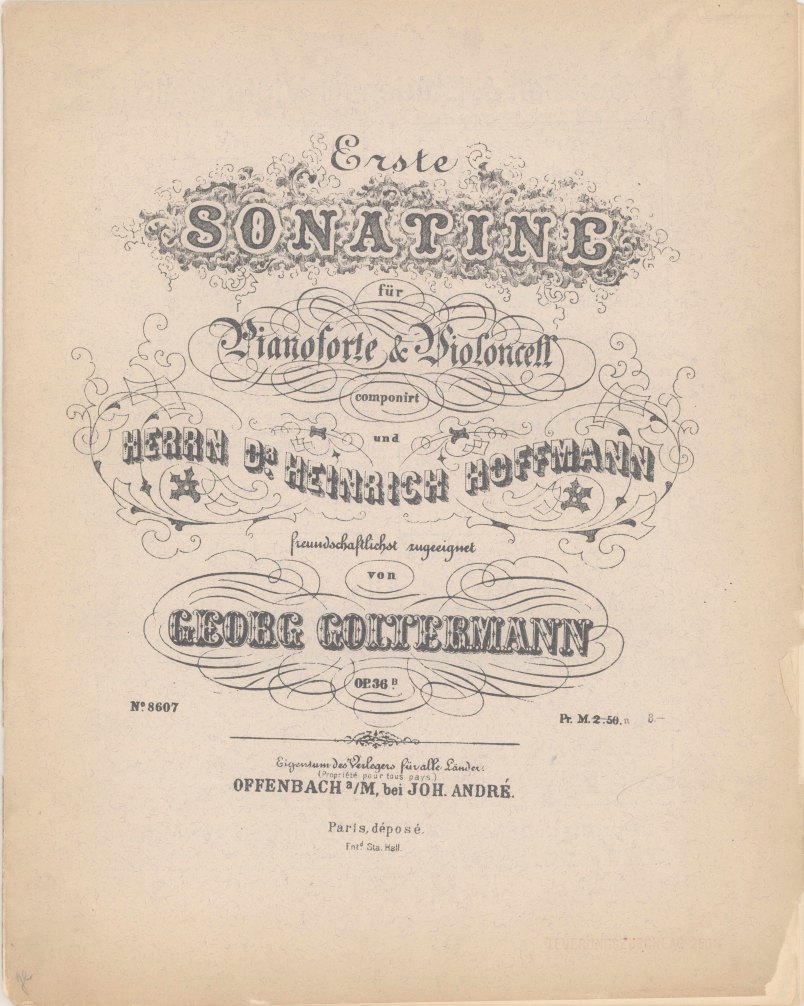 Erste
SONATINE
für
Pianoforte & Violoncell
componirt
und
HERRN DR. HEINRICH HOFFMANN
freundschaftlichst zugeeignet
von
GEORG GOLTERMANN
OP. 36 B.
No. 8607
Pr. M. 2.50. n 3.—
Eigentum des Verlegers für alle Länder.
(Propriété pour tous pays.)
OFFENBACH a/M, bei JOH. ANDRÉ.
Paris, déposé.
Entd. Sta. Hall.